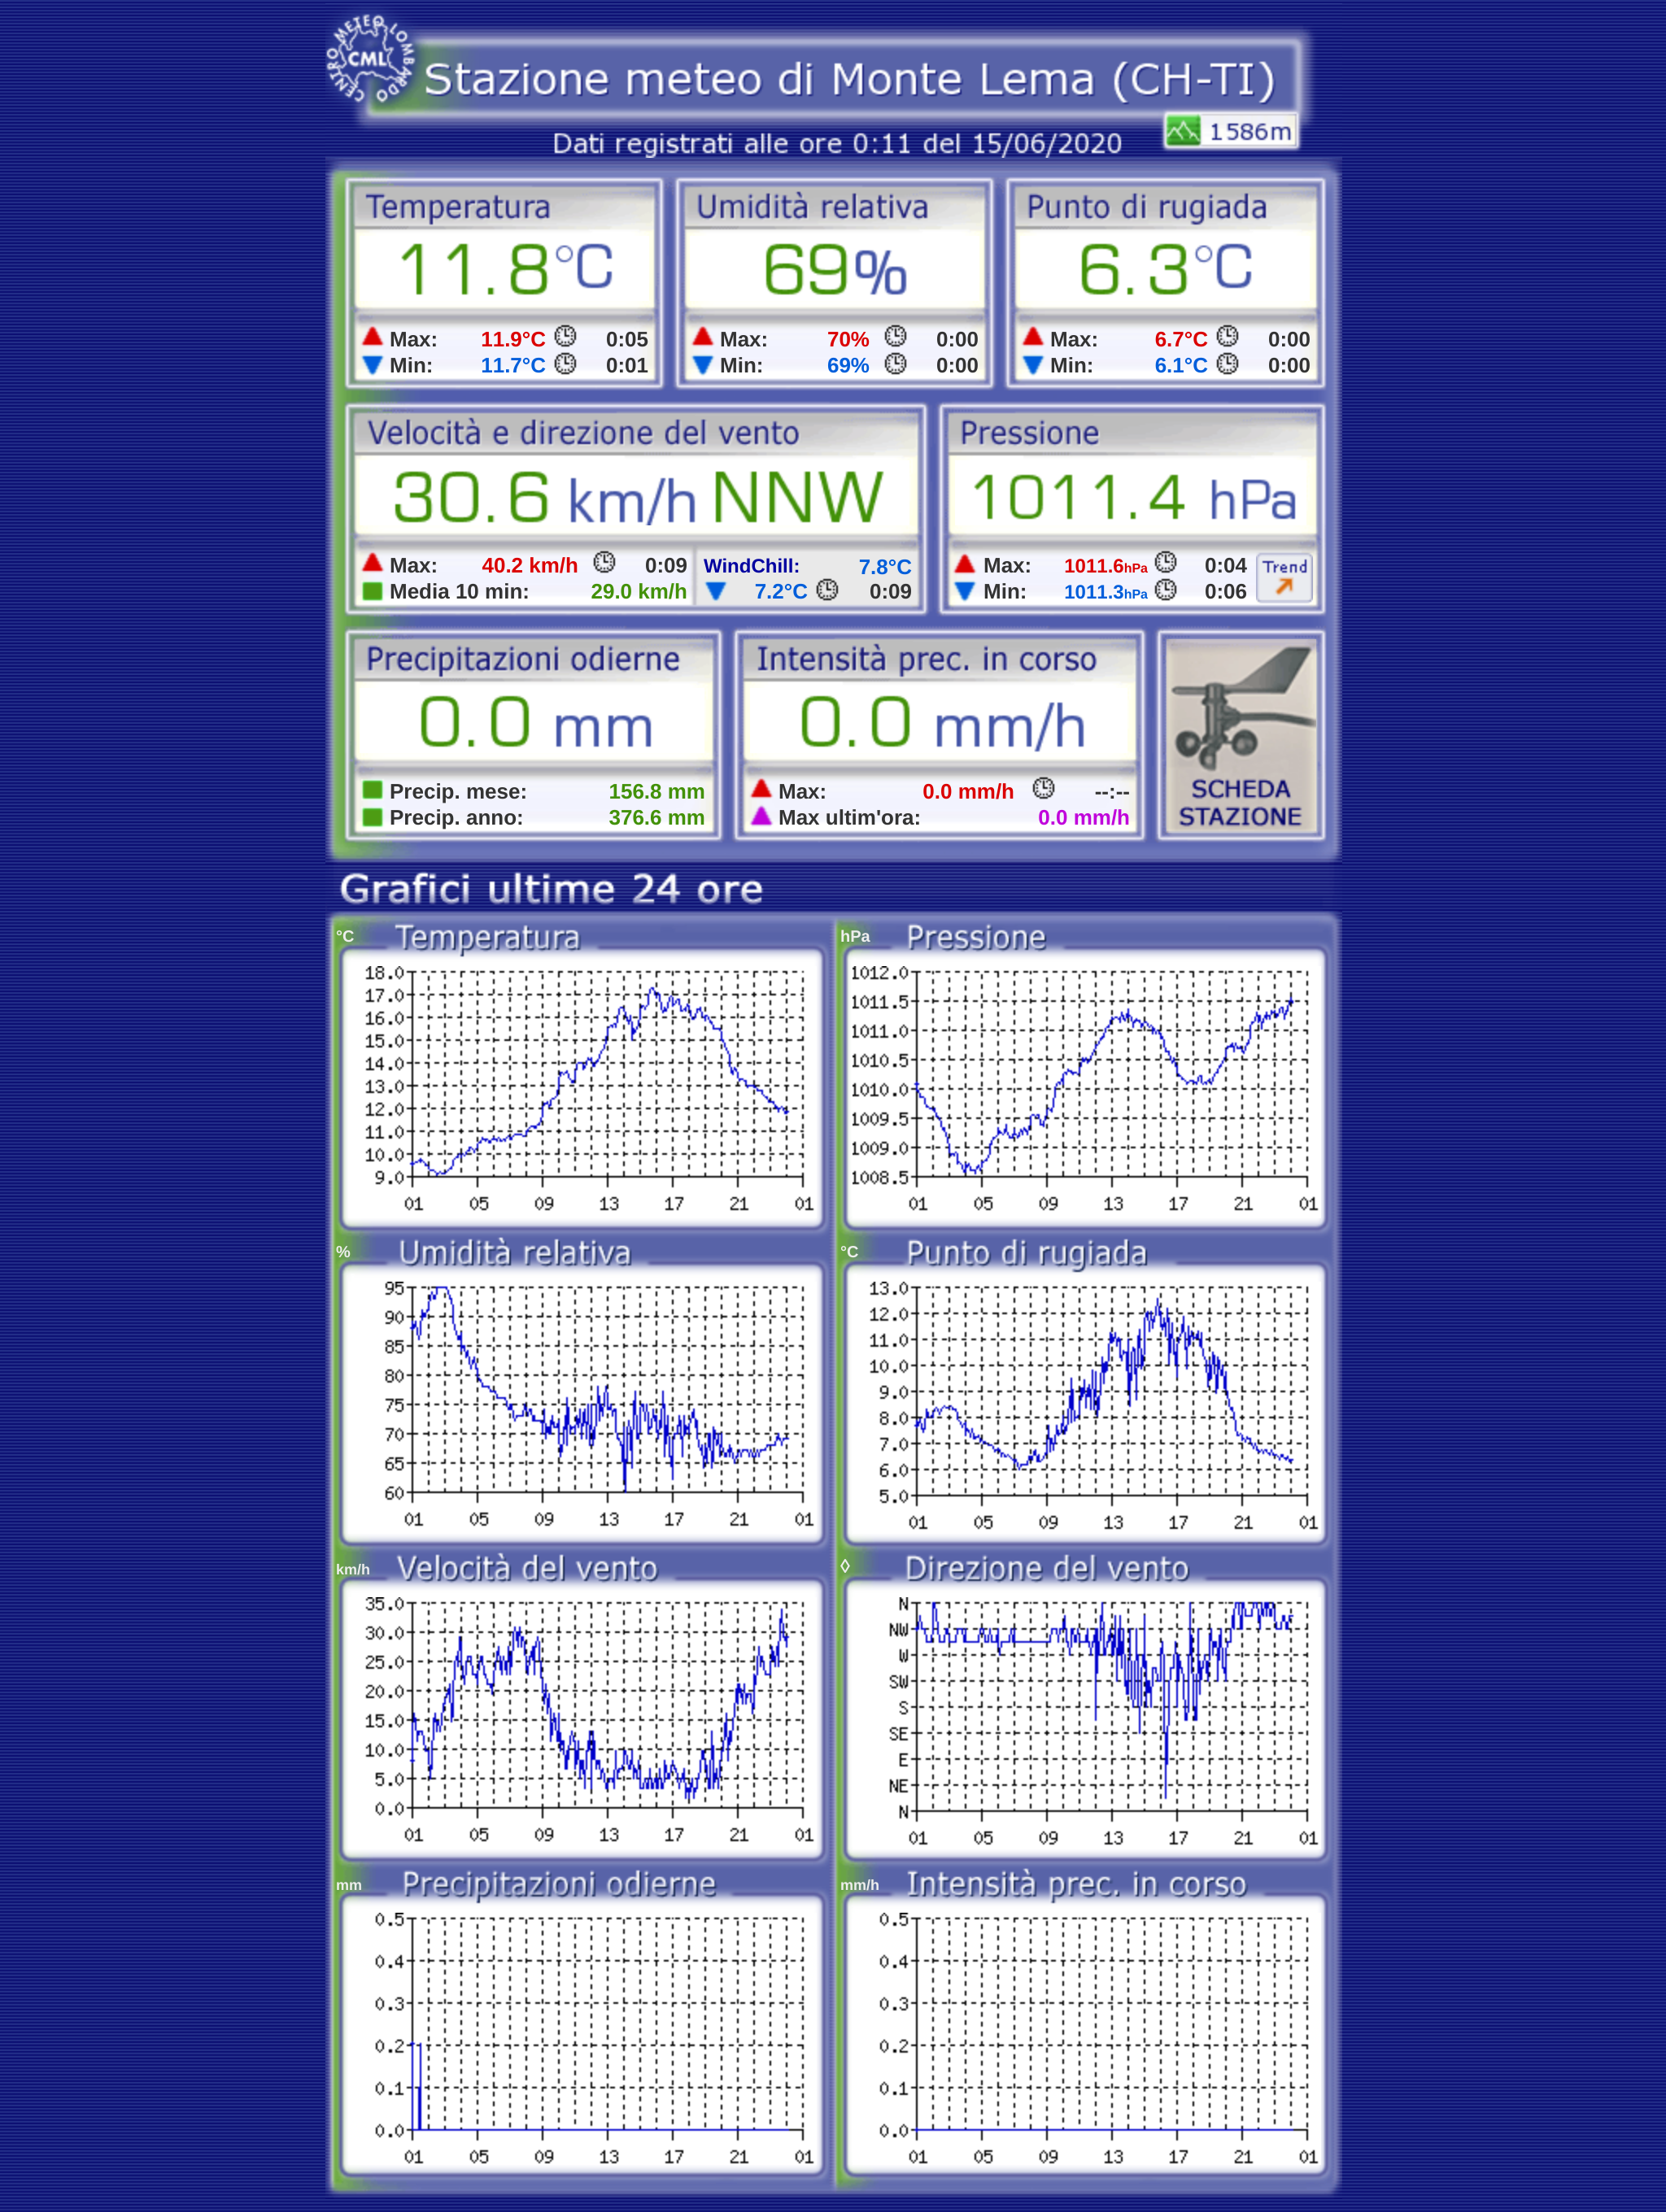 CENTRO METEO LOMBARDO
CML
Stazione meteo di Monte Lema (CH-TI)
1586m
Dati registrati alle ore 0:11 del 15/06/2020
Temperatura
11.8°C
Max: 11.9°C 0:05
Min: 11.7°C 0:01
Umidità relativa
69%
Max: 70% 0:00
Min: 69% 0:00
Punto di rugiada
6.3°C
Max: 6.7°C 0:00
Min: 6.1°C 0:00
Velocità e direzione del vento
30.6 km/h NNW
Max: 40.2 km/h 0:09
Media 10 min: 29.0 km/h
WindChill: 7.8°C
7.2°C 0:09
Pressione
1011.4 hPa
Max: 1011.6hPa 0:04
Min: 1011.3hPa 0:06
Trend
Precipitazioni odierne
0.0 mm
Precip. mese: 156.8 mm
Precip. anno: 376.6 mm
Intensità prec. in corso
0.0 mm/h
Max: 0.0 mm/h --:--
Max ultim'ora: 0.0 mm/h
SCHEDA
STAZIONE
Grafici ultime 24 ore
°C Temperatura
18.0
17.0
16.0
15.0
14.0
13.0
12.0
11.0
10.0
9.0
01 05 09 13 17 21 01
hPa Pressione
1012.0
1011.5
1011.0
1010.5
1010.0
1009.5
1009.0
1008.5
01 05 09 13 17 21 01
% Umidità relativa
95
90
85
80
75
70
65
60
01 05 09 13 17 21 01
°C Punto di rugiada
13.0
12.0
11.0
10.0
9.0
8.0
7.0
6.0
5.0
01 05 09 13 17 21 01
km/h Velocità del vento
35.0
30.0
25.0
20.0
15.0
10.0
5.0
0.0
01 05 09 13 17 21 01
◊ Direzione del vento
N
NW
W
SW
S
SE
E
NE
N
01 05 09 13 17 21 01
mm Precipitazioni odierne
0.5
0.4
0.3
0.2
0.1
0.0
01 05 09 13 17 21 01
mm/h Intensità prec. in corso
0.5
0.4
0.3
0.2
0.1
0.0
01 05 09 13 17 21 01